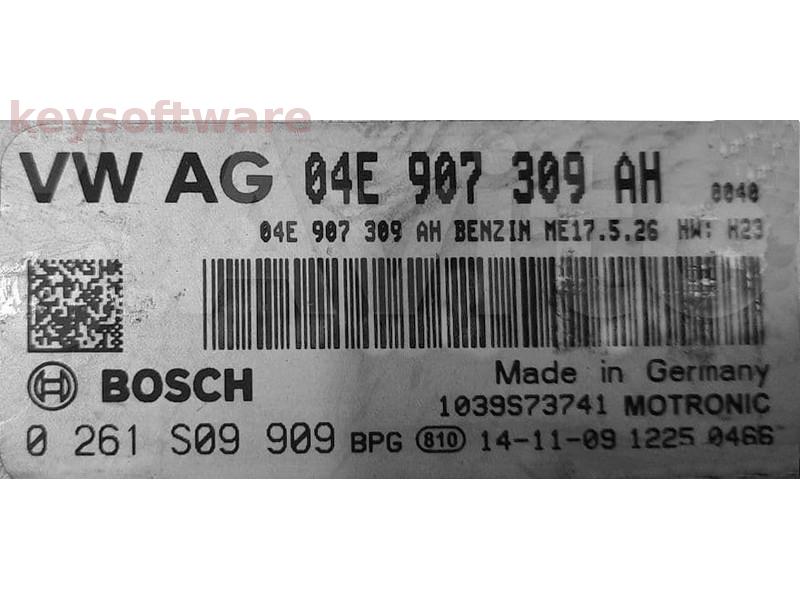 keysoftware
VW AG 04E 907 309 AH 0040
04E 907 309 AH BENZIN ME17.5.26 HW: H23
BOSCH
Made in Germany
1039S73741 MOTRONIC
0 261 S09 909 BPG 810 14-11-09 1225 0466